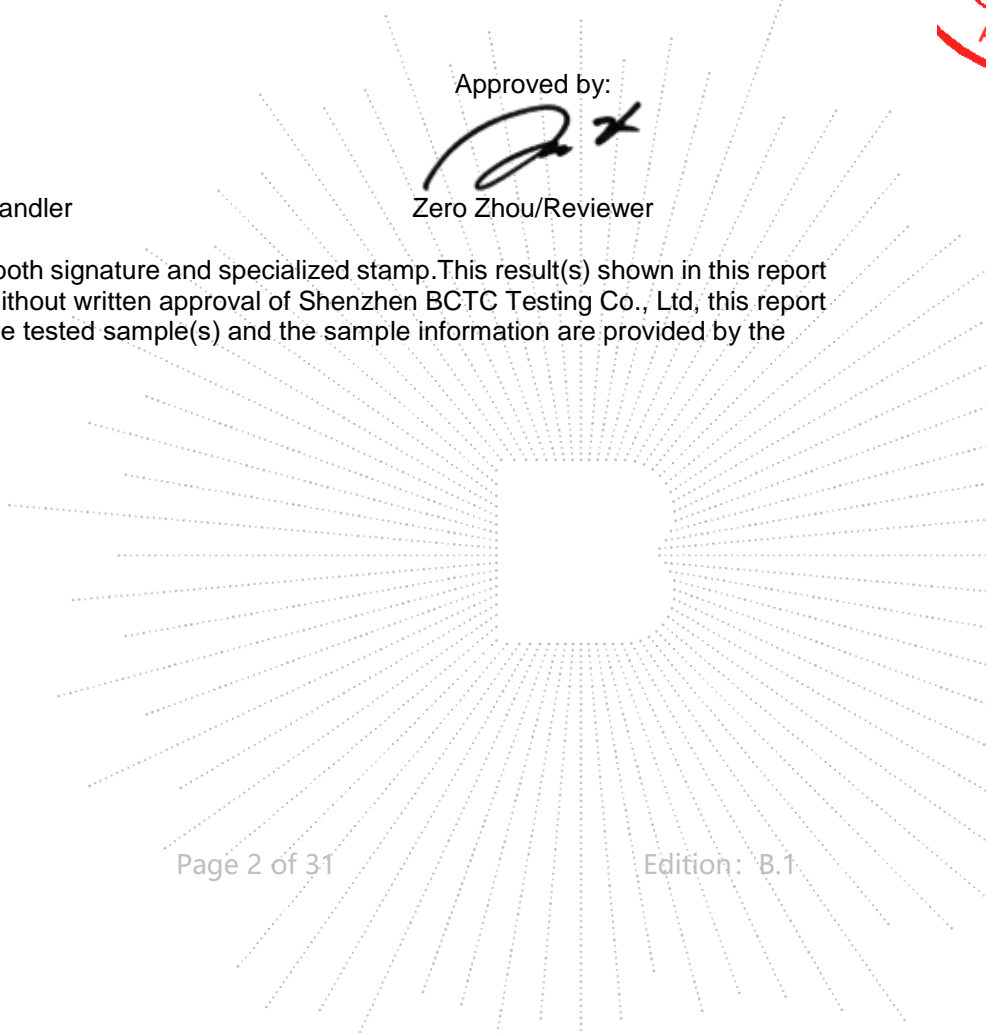 Approved by:
andler
Zero Zhou/Reviewer
ooth signature and specialized stamp.This result(s) shown in this report
ithout written approval of Shenzhen BCTC Testing Co., Ltd, this report
e tested sample(s) and the sample information are provided by the
Page 2 of 31
Edition：B.1